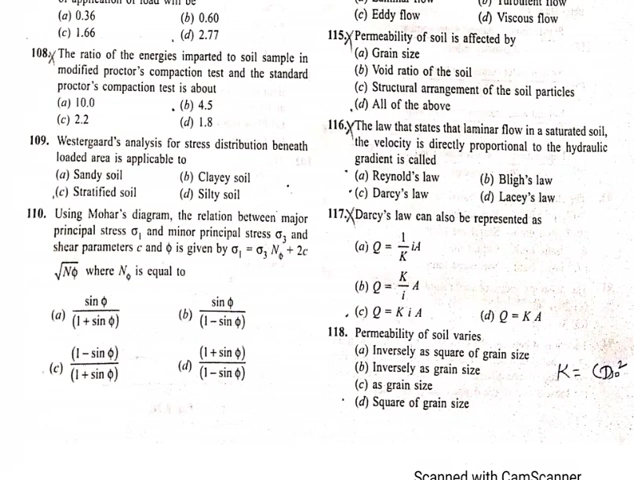 of application of load will be
(a) 0.36 (b) 0.60
(c) 1.66 (d) 2.77
108. The ratio of the energies imparted to soil sample in
modified proctor's compaction test and the standard
proctor's compaction test is about
(a) 10.0 (b) 4.5
(c) 2.2 (d) 1.8
109. Westergaard's analysis for stress distribution beneath
loaded area is applicable to
(a) Sandy soil (b) Clayey soil
(c) Stratified soil (d) Silty soil
110. Using Mohar's diagram, the relation between major
principal stress σ₁ and minor principal stress σ₃ and
shear parameters c and ϕ is given by σ₁ = σ₃ Nϕ + 2c
√Nϕ where Nϕ is equal to
(a) sin ϕ / (1 + sin ϕ) (b) sin ϕ / (1 – sin ϕ)
(c) (1 – sin ϕ) / (1 + sin ϕ) (d) (1 + sin ϕ) / (1 – sin ϕ)
(d) Turbulent flow
(c) Eddy flow (d) Viscous flow
115. Permeability of soil is affected by
(a) Grain size
(b) Void ratio of the soil
(c) Structural arrangement of the soil particles
(d) All of the above
116. The law that states that laminar flow in a saturated soil,
the velocity is directly proportional to the hydraulic
gradient is called
(a) Reynold's law (b) Bligh's law
(c) Darcy's law (d) Lacey's law
117. Darcy's law can also be represented as
(a) Q = 1/K iA
(b) Q = K/i A
(c) Q = K i A (d) Q = K A
118. Permeability of soil varies
(a) Inversely as square of grain size
(b) Inversely as grain size
(c) as grain size
(d) Square of grain size
Scanned with CamScanner